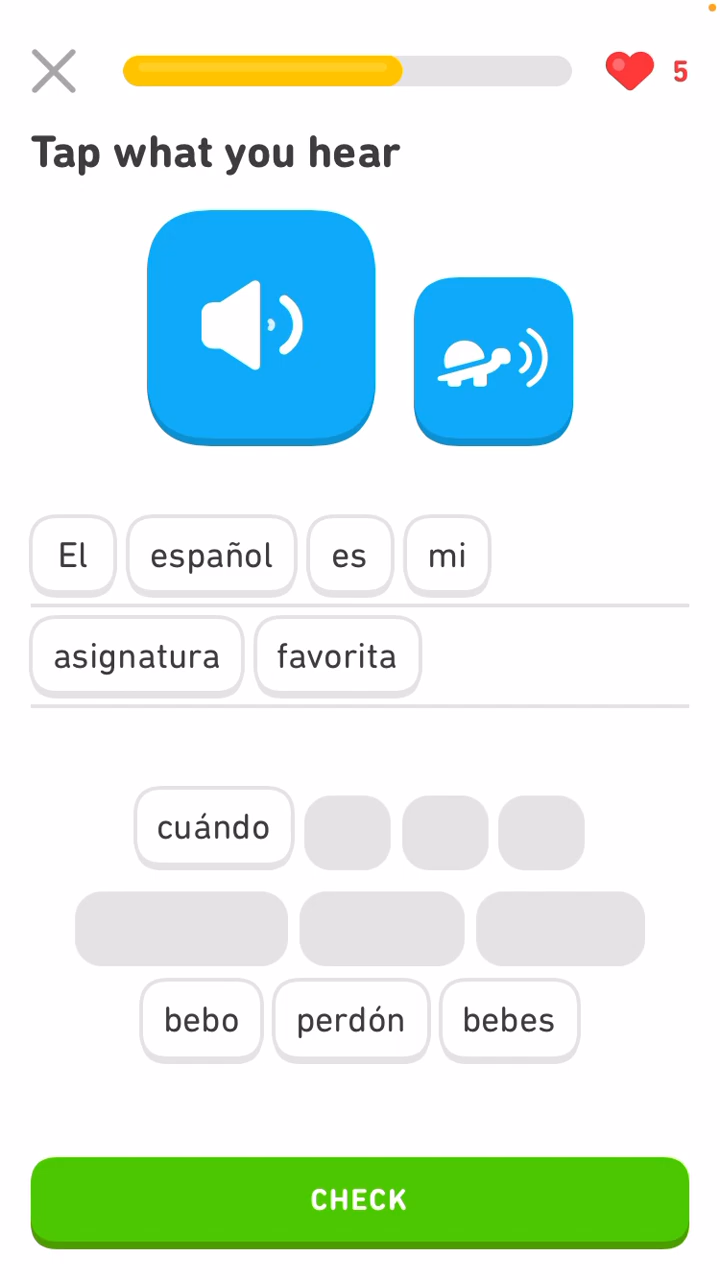 5
Tap what you hear
El español es mi
asignatura favorita
cuándo
bebo perdón bebes
CHECK